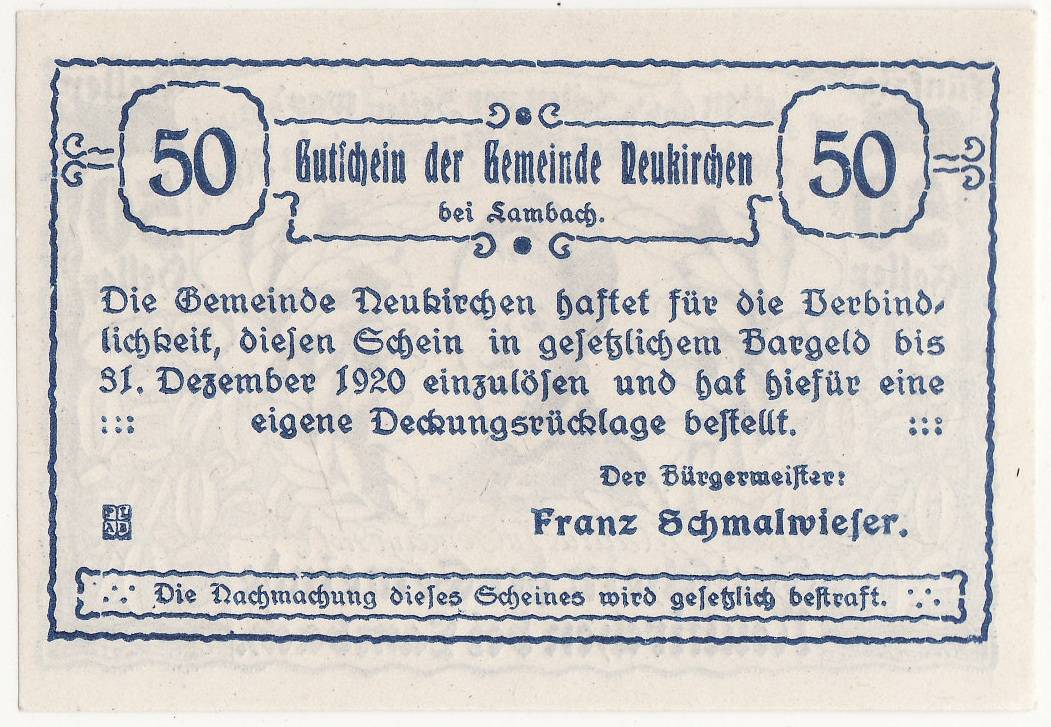 50 Gutschein der Gemeinde Neukirchen 50
bei Lambach.
Die Gemeinde Neukirchen haftet für die Verbind-
lichkeit, diesen Schein in gesetzlichem Bargeld bis
31. Dezember 1920 einzulösen und hat hiefür eine
eigene Deckungsrücklage bestellt.
Der Bürgermeister:
Franz Schmalwieser.
Die Nachmachung dieses Scheines wird gesetzlich bestraft.